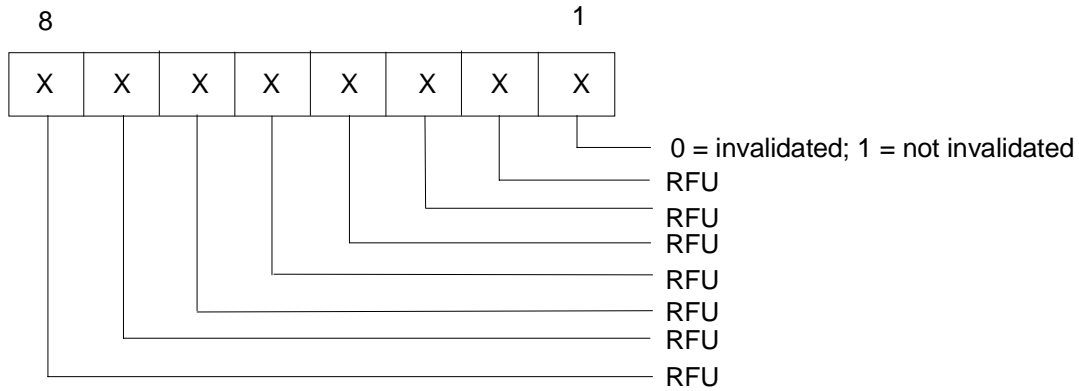 8 1
X X X X X X X X
0 = invalidated; 1 = not invalidated
RFU
RFU
RFU
RFU
RFU
RFU
RFU